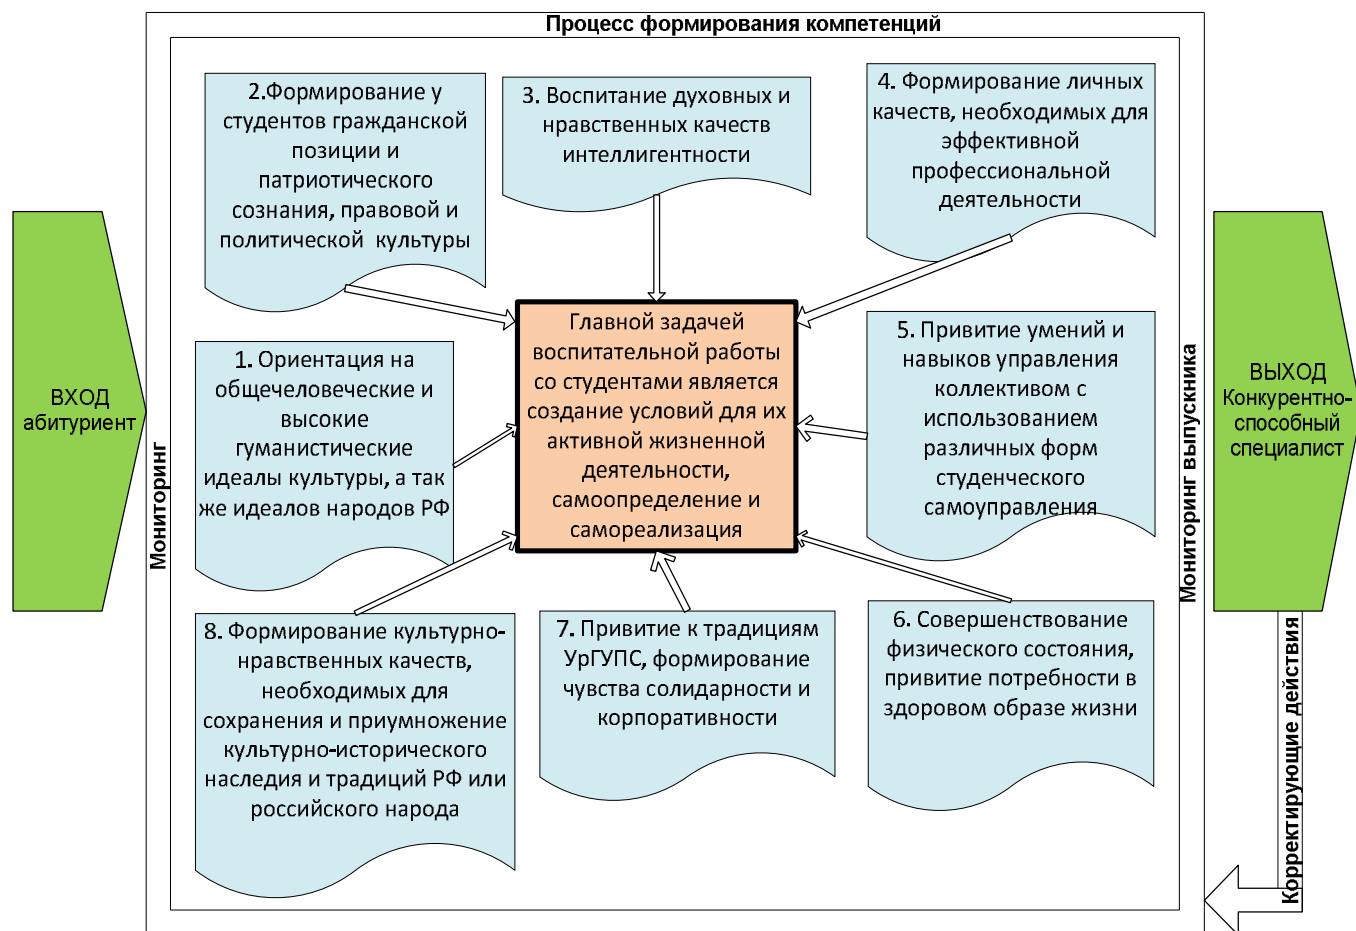 Процесс формирования компетенций
2.Формирование у
студентов гражданской
позиции и
патриотического
сознания, правовой и
политической культуры
3. Воспитание духовных и
нравственных качеств
интеллигентности
4. Формирование личных
качеств, необходимых для
эффективной
профессиональной
деятельности
ВХОД
абитуриент
Мониторинг
1. Ориентация на
общечеловеческие и
высокие
гуманистические
идеалы культуры, а так
же идеалов народов РФ
Главной задачей
воспитательной работы
со студентами является
создание условий для их
активной жизненной
деятельности,
самоопределение и
самореализация
5. Привитие умений и
навыков управления
коллективом с
использованием
различных форм
студенческого
самоуправления
Мониторинг выпускника
ВЫХОД
Конкурентно-
способный
специалист
8. Формирование культурно-
нравственных качеств,
необходимых для
сохранения и приумножение
культурно-исторического
наследия и традиций РФ или
российского народа
7. Привитие к традициям
УрГУПС, формирование
чувства солидарности и
корпоративности
6. Совершенствование
физического состояния,
привитие потребности в
здоровом образе жизни
Корректирующие действия